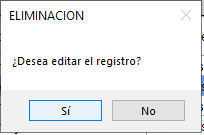 ELIMINACION
¿Desea editar el registro?
Sí
No